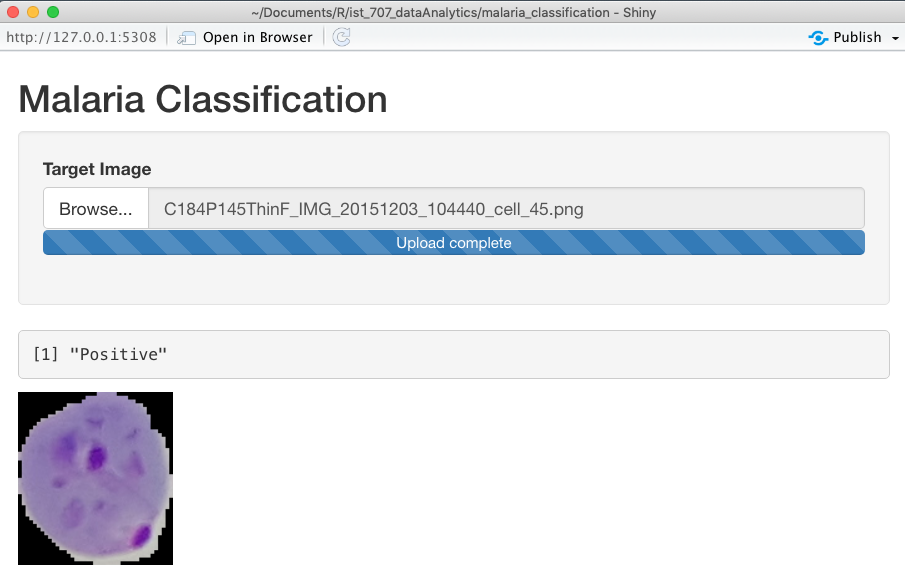 ~/Documents/R/ist_707_dataAnalytics/malaria_classification - Shiny
http://127.0.0.1:5308 Open in Browser Publish
Malaria Classification
Target Image
Browse... C184P145ThinF_IMG_20151203_104440_cell_45.png
Upload complete
[1] "Positive"